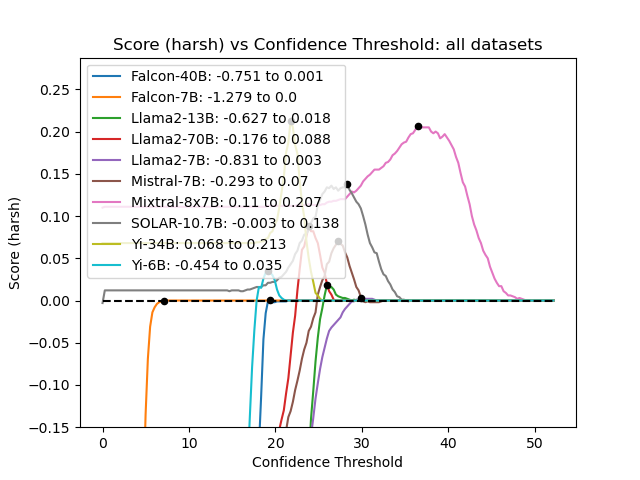 Score (harsh) vs Confidence Threshold: all datasets
Falcon-40B: -0.751 to 0.001
Falcon-7B: -1.279 to 0.0
Llama2-13B: -0.627 to 0.018
Llama2-70B: -0.176 to 0.088
Llama2-7B: -0.831 to 0.003
Mistral-7B: -0.293 to 0.07
Mixtral-8x7B: 0.11 to 0.207
SOLAR-10.7B: -0.003 to 0.138
Yi-34B: 0.068 to 0.213
Yi-6B: -0.454 to 0.035
Score (harsh)
0.25
0.20
0.15
0.10
0.05
0.00
−0.05
−0.10
−0.15
0 10 20 30 40 50
Confidence Threshold